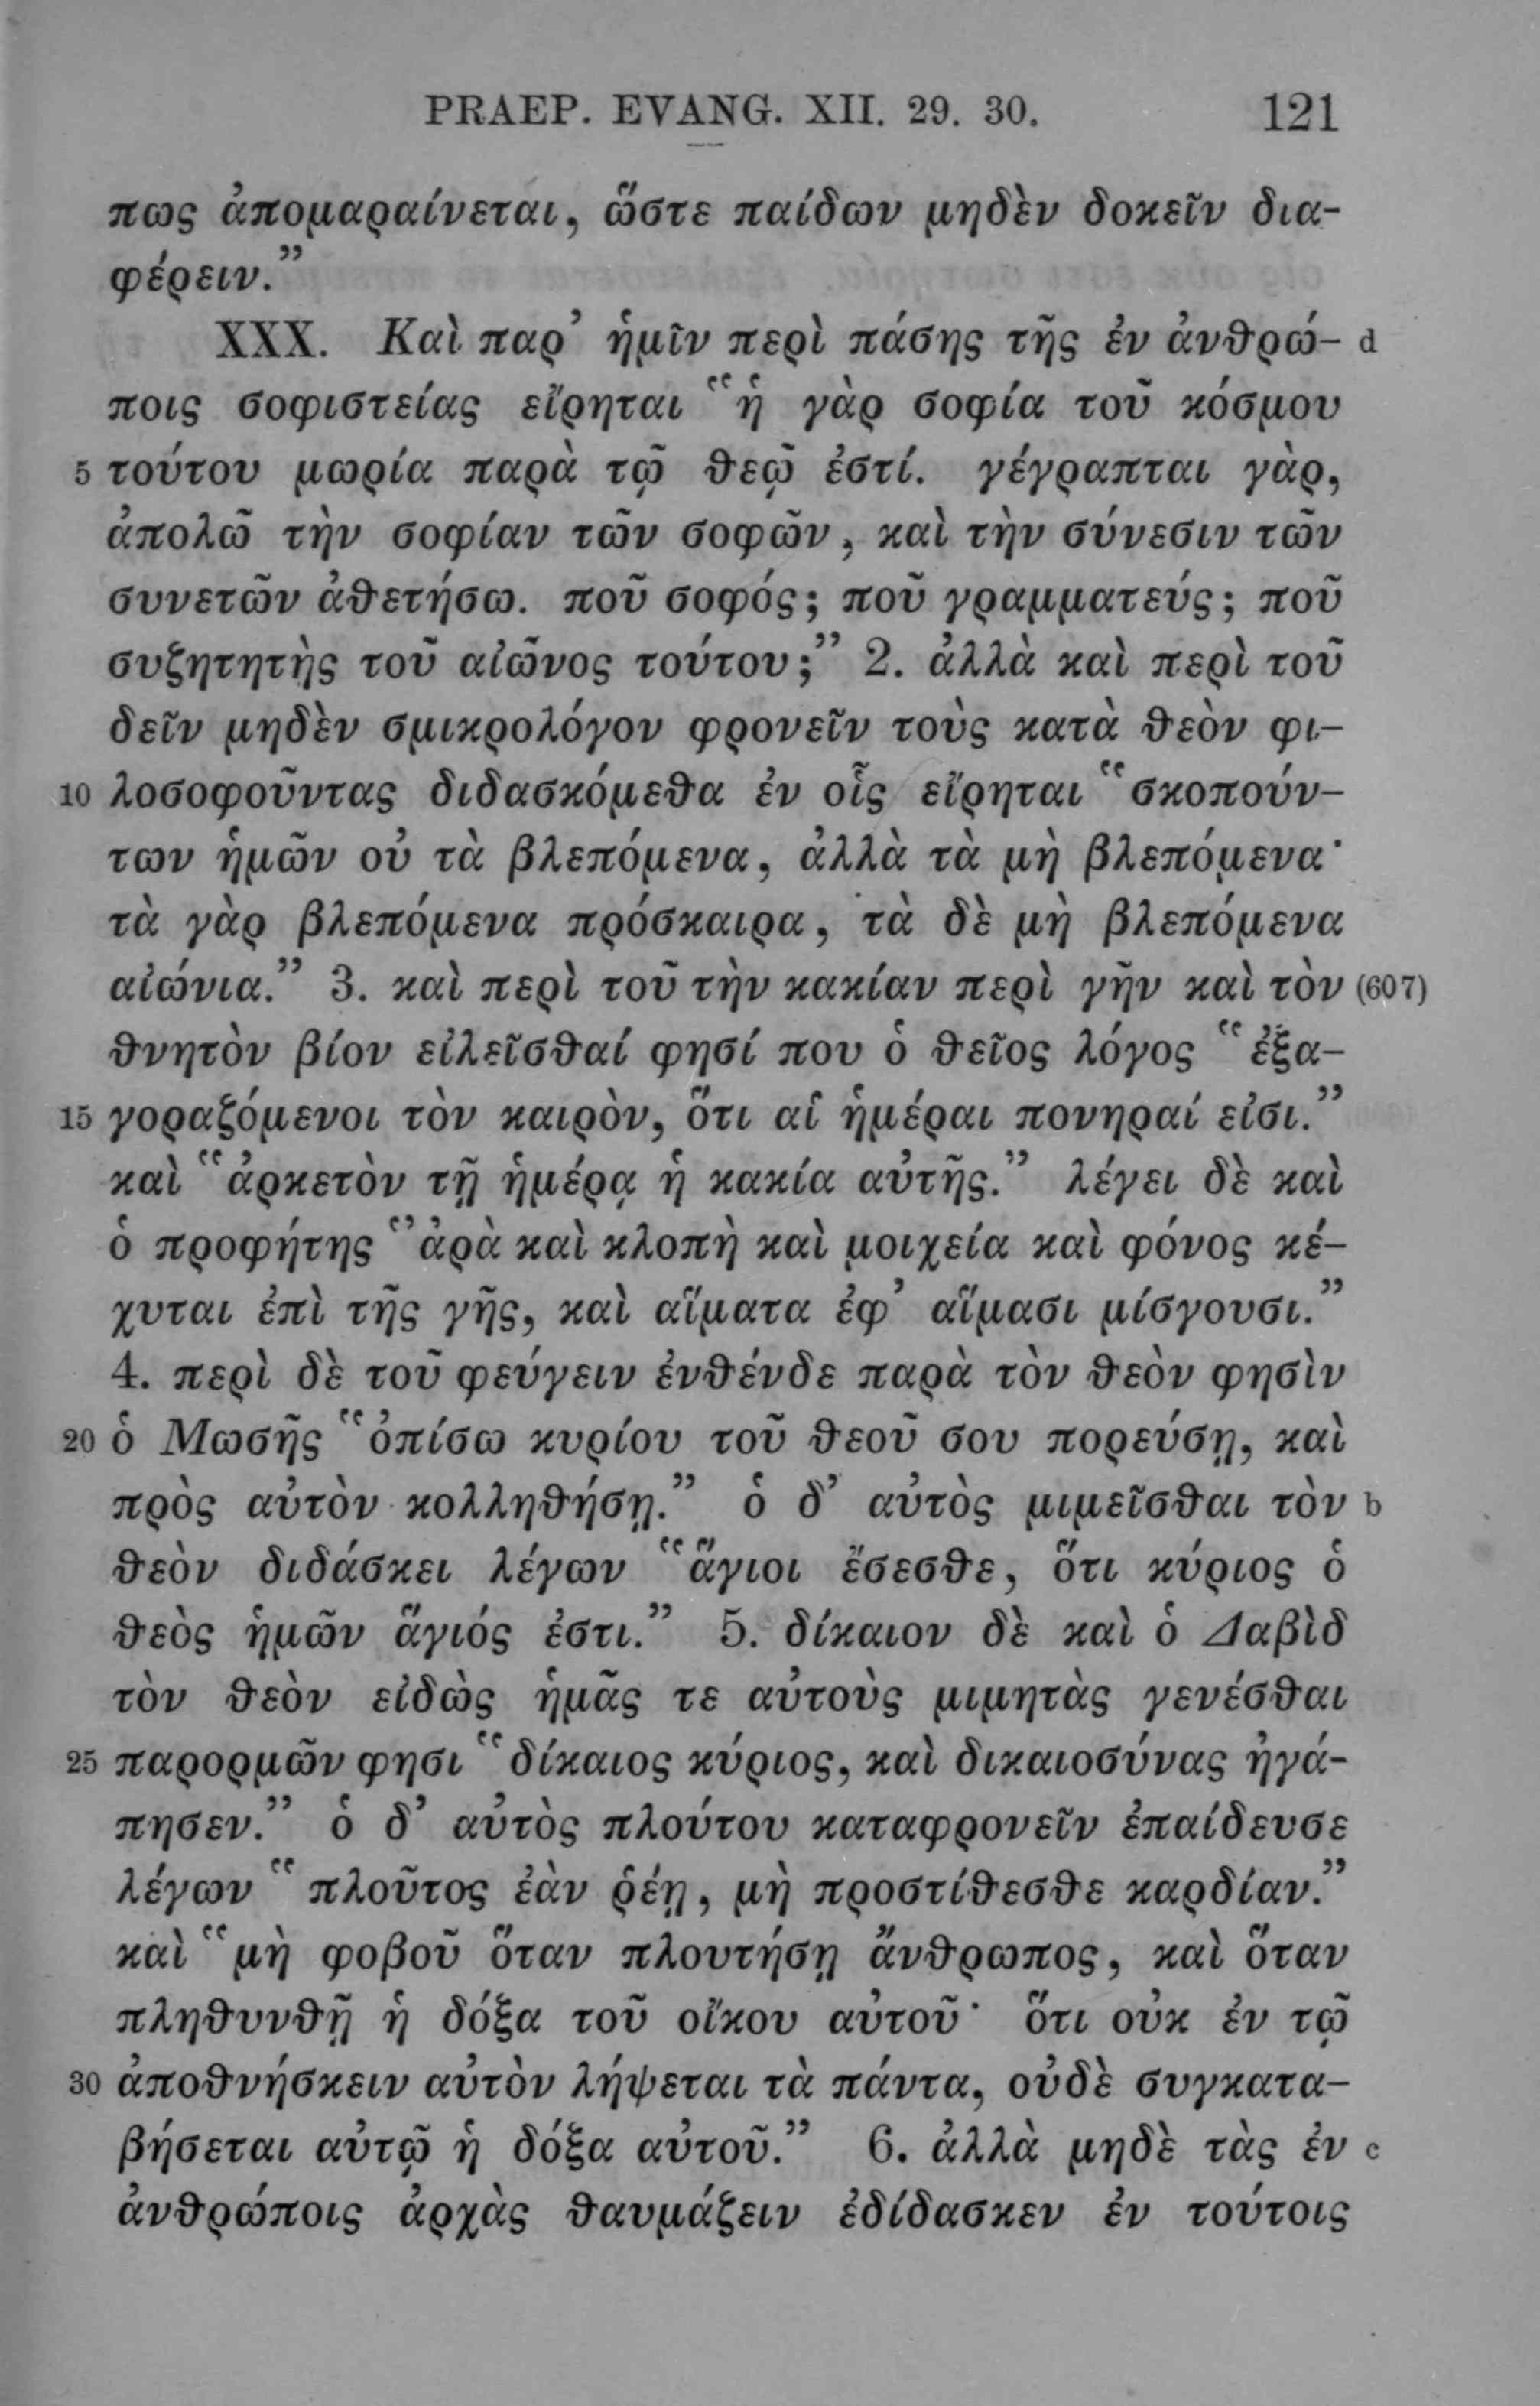 PRAEP. EVANG. XII. 29. 30. 121
πως ἀπομαραίνεται, ὥστε παίδων μηδὲν δοκεῖν δια-
φέρειν.”
XXX. Καὶ παρ’ ἡμῖν περὶ πάσης τῆς ἐν ἀνθρώ- d
ποις σοφιστείας εἴρηται “ἡ γὰρ σοφία τοῦ κόσμου
5 τούτου μωρία παρὰ τῷ θεῷ ἐστί. γέγραπται γὰρ,
ἀπολῶ τὴν σοφίαν τῶν σοφῶν, καὶ τὴν σύνεσιν τῶν
συνετῶν ἀθετήσω. ποῦ σοφός; ποῦ γραμματεύς; ποῦ
συζητητὴς τοῦ αἰῶνος τούτου;” 2. ἀλλὰ καὶ περὶ τοῦ
δεῖν μηδὲν σμικρολόγον φρονεῖν τοὺς κατὰ θεὸν φι-
10 λοσοφοῦντας διδασκόμεθα ἐν οἷς εἴρηται “σκοπούν-
των ἡμῶν οὐ τὰ βλεπόμενα, ἀλλὰ τὰ μὴ βλεπόμενα·
τὰ γὰρ βλεπόμενα πρόσκαιρα, τὰ δὲ μὴ βλεπόμενα
αἰώνια.” 3. καὶ περὶ τοῦ τὴν κακίαν περὶ γῆν καὶ τὸν (607)
θνητὸν βίον εἰλεῖσθαί φησί που ὁ θεῖος λόγος “ἐξα-
15 γοραζόμενοι τὸν καιρὸν, ὅτι αἱ ἡμέραι πονηραί εἰσι.”
καὶ “ἀρκετὸν τῇ ἡμέρᾳ ἡ κακία αὐτῆς.” λέγει δὲ καὶ
ὁ προφήτης “ἀρὰ καὶ κλοπὴ καὶ μοιχεία καὶ φόνος κέ-
χυται ἐπὶ τῆς γῆς, καὶ αἵματα ἐφ’ αἵμασι μίσγουσι.”
4. περὶ δὲ τοῦ φεύγειν ἐνθένδε παρὰ τὸν θεὸν φησὶν
20 ὁ Μωσῆς “ὀπίσω κυρίου τοῦ θεοῦ σου πορεύσῃ, καὶ
πρὸς αὐτὸν κολληθήσῃ.” ὁ δ’ αὐτὸς μιμεῖσθαι τὸν b
θεὸν διδάσκει λέγων “ἅγιοι ἔσεσθε, ὅτι κύριος ὁ
θεὸς ἡμῶν ἅγιός ἐστι.” 5. δίκαιον δὲ καὶ ὁ Δαβὶδ
τὸν θεὸν εἰδὼς ἡμᾶς τε αὐτοὺς μιμητὰς γενέσθαι
25 παρορμῶν φησι “δίκαιος κύριος, καὶ δικαιοσύνας ἠγά-
πησεν.” ὁ δ’ αὐτὸς πλούτου καταφρονεῖν ἐπαίδευσε
λέγων “πλοῦτος ἐὰν ῥέῃ, μὴ προστίθεσθε καρδίαν.”
καὶ “μὴ φοβοῦ ὅταν πλουτήσῃ ἄνθρωπος, καὶ ὅταν
πληθυνθῇ ἡ δόξα τοῦ οἴκου αὐτοῦ· ὅτι οὐκ ἐν τῷ
30 ἀποθνήσκειν αὐτὸν λήψεται τὰ πάντα, οὐδὲ συγκατα-
βήσεται αὐτῷ ἡ δόξα αὐτοῦ.” 6. ἀλλὰ μηδὲ τὰς ἐν c
ἀνθρώποις ἀρχὰς θαυμάζειν ἐδίδασκεν ἐν τούτοις